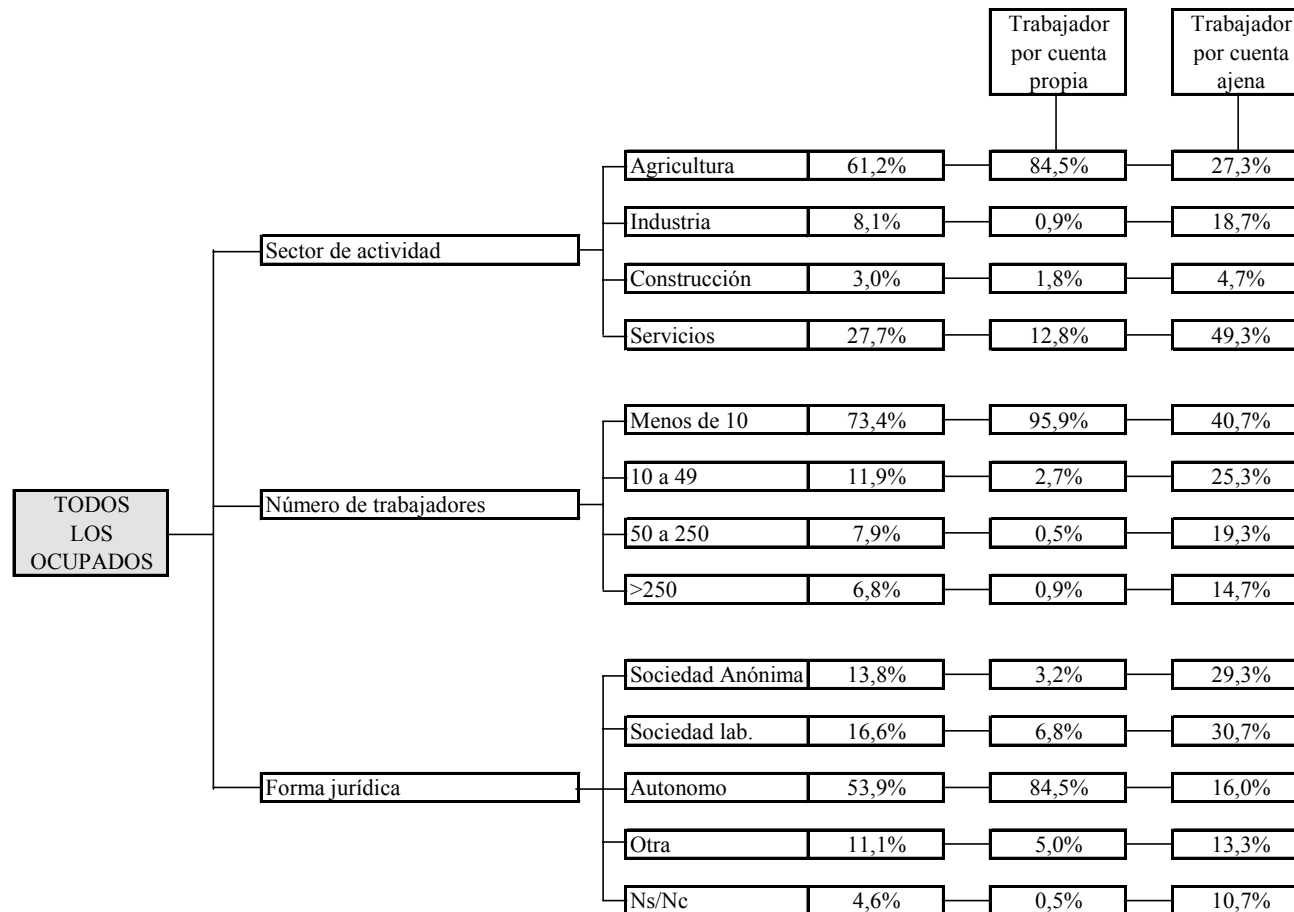 Trabajador
por cuenta
propia
Trabajador
por cuenta
ajena
Agricultura 61,2% 84,5% 27,3%
Industria 8,1% 0,9% 18,7%
Sector de actividad
Construcción 3,0% 1,8% 4,7%
Servicios 27,7% 12,8% 49,3%
Menos de 10 73,4% 95,9% 40,7%
10 a 49 11,9% 2,7% 25,3%
TODOS
LOS
OCUPADOS
Número de trabajadores
50 a 250 7,9% 0,5% 19,3%
>250 6,8% 0,9% 14,7%
Sociedad Anónima 13,8% 3,2% 29,3%
Sociedad lab. 16,6% 6,8% 30,7%
Forma jurídica
Autonomo 53,9% 84,5% 16,0%
Otra 11,1% 5,0% 13,3%
Ns/Nc 4,6% 0,5% 10,7%